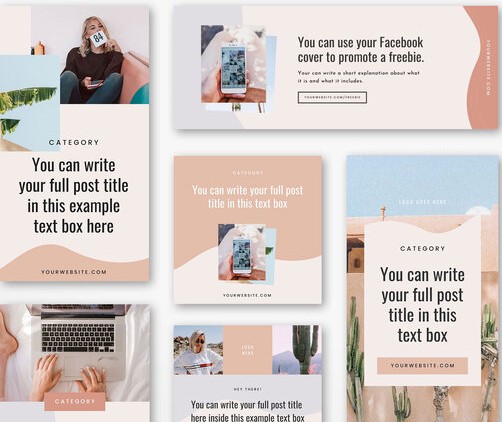 84
CATEGORY
You can write
your full post title
in this example
text box here
YOURWEBSITE.COM
You can use your Facebook
cover to promote a freebie.
Your can write a short explanation about what
it is and what it includes.
YOURWEBSITE.COM/FREEBIE
YOURWEBSITE.COM
CATEGORY
You can write your full post
title in this text box
YOURWEBSITE.COM
LOGO GOES HERE
CATEGORY
You can write
your full post
title in this
text box
YOURWEBSITE.COM
CATEGORY
LOGO
HERE
HEY THERE!
You can write your full post title
here inside this example text box